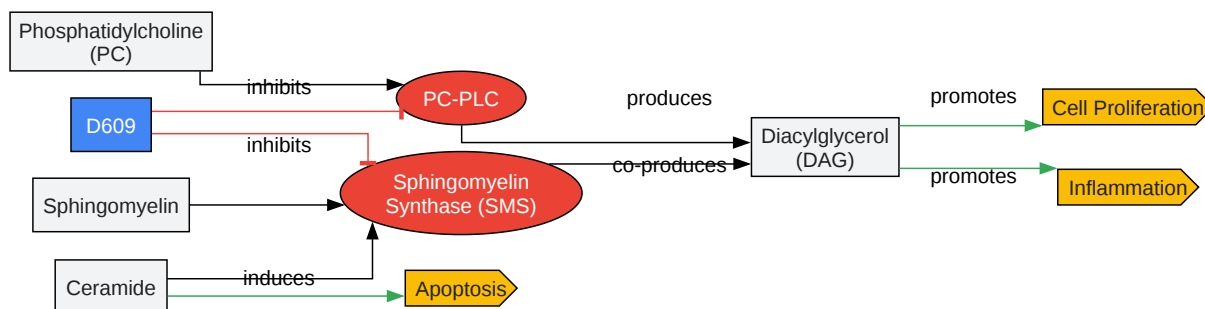 Phosphatidylcholine
(PC)
inhibits
PC-PLC
produces
promotes
Cell Proliferation
D609
inhibits
Diacylglycerol
(DAG)
co-produces
promotes
Inflammation
Sphingomyelin
Synthase (SMS)
Sphingomyelin
Ceramide
induces
Apoptosis